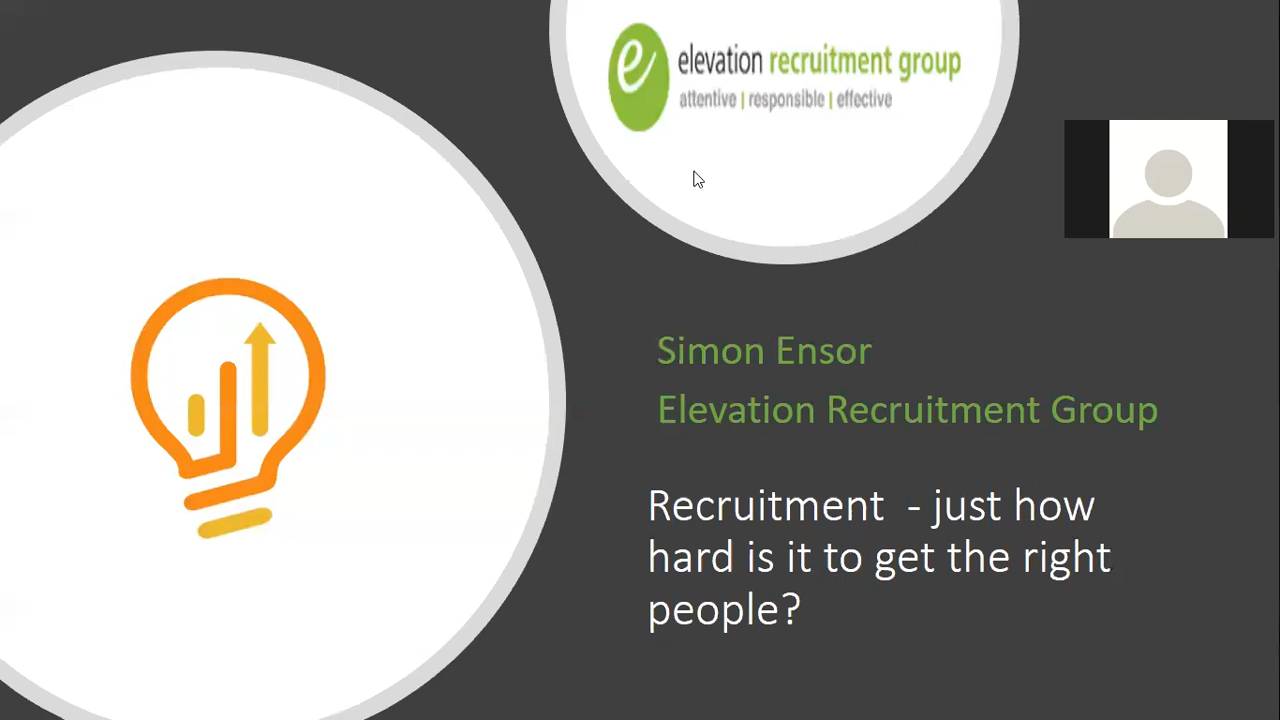 elevation recruitment group
attentive | responsible | effective
Simon Ensor
Elevation Recruitment Group
Recruitment - just how
hard is it to get the right
people?